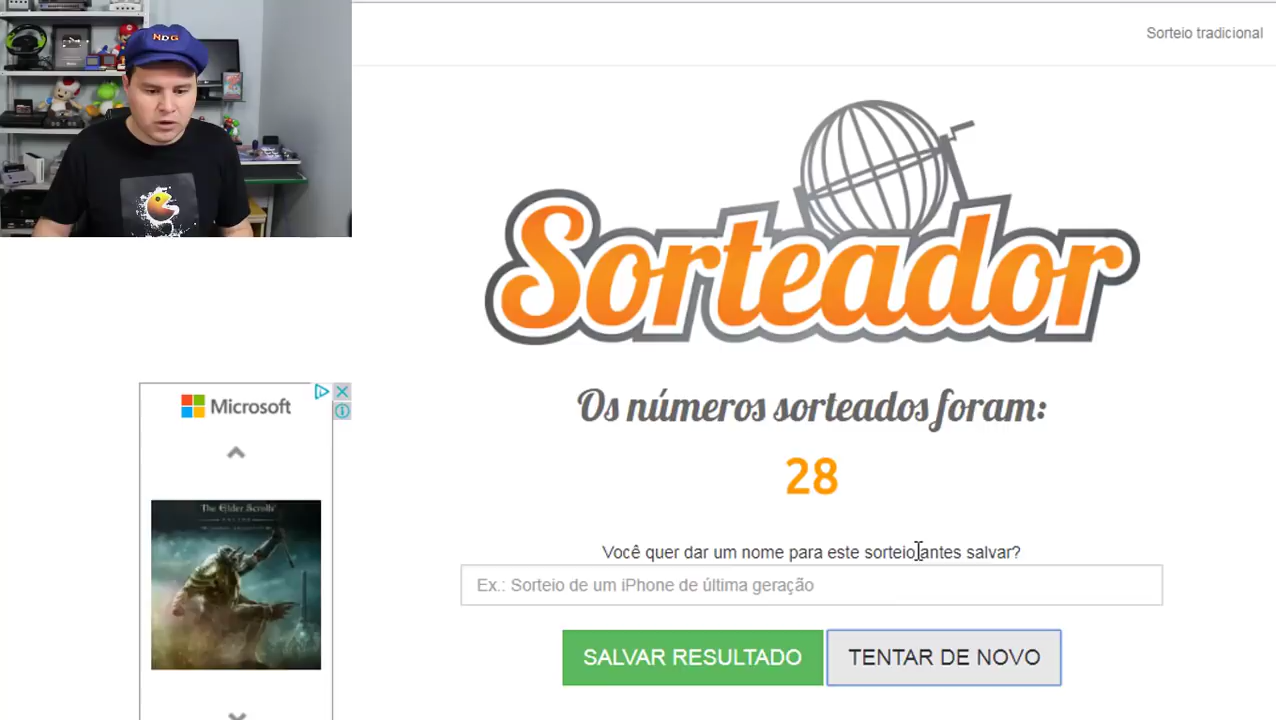 NDG
Sorteio tradicional
Sorteador
Os números sorteados foram:
28
Você quer dar um nome para este sorteio antes salvar?
Ex.: Sorteio de um iPhone de última geração
SALVAR RESULTADO
TENTAR DE NOVO
Microsoft
The Elder Scrolls
ONLINE